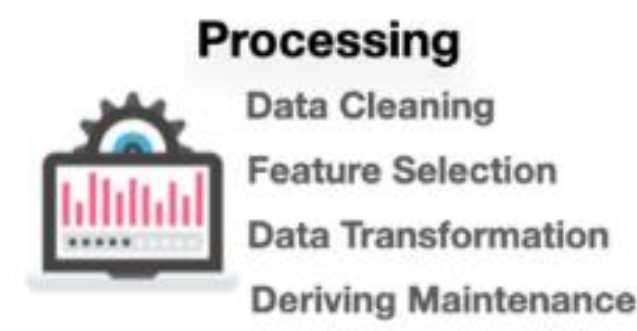 Processing
Data Cleaning
Feature Selection
Data Transformation
Deriving Maintenance